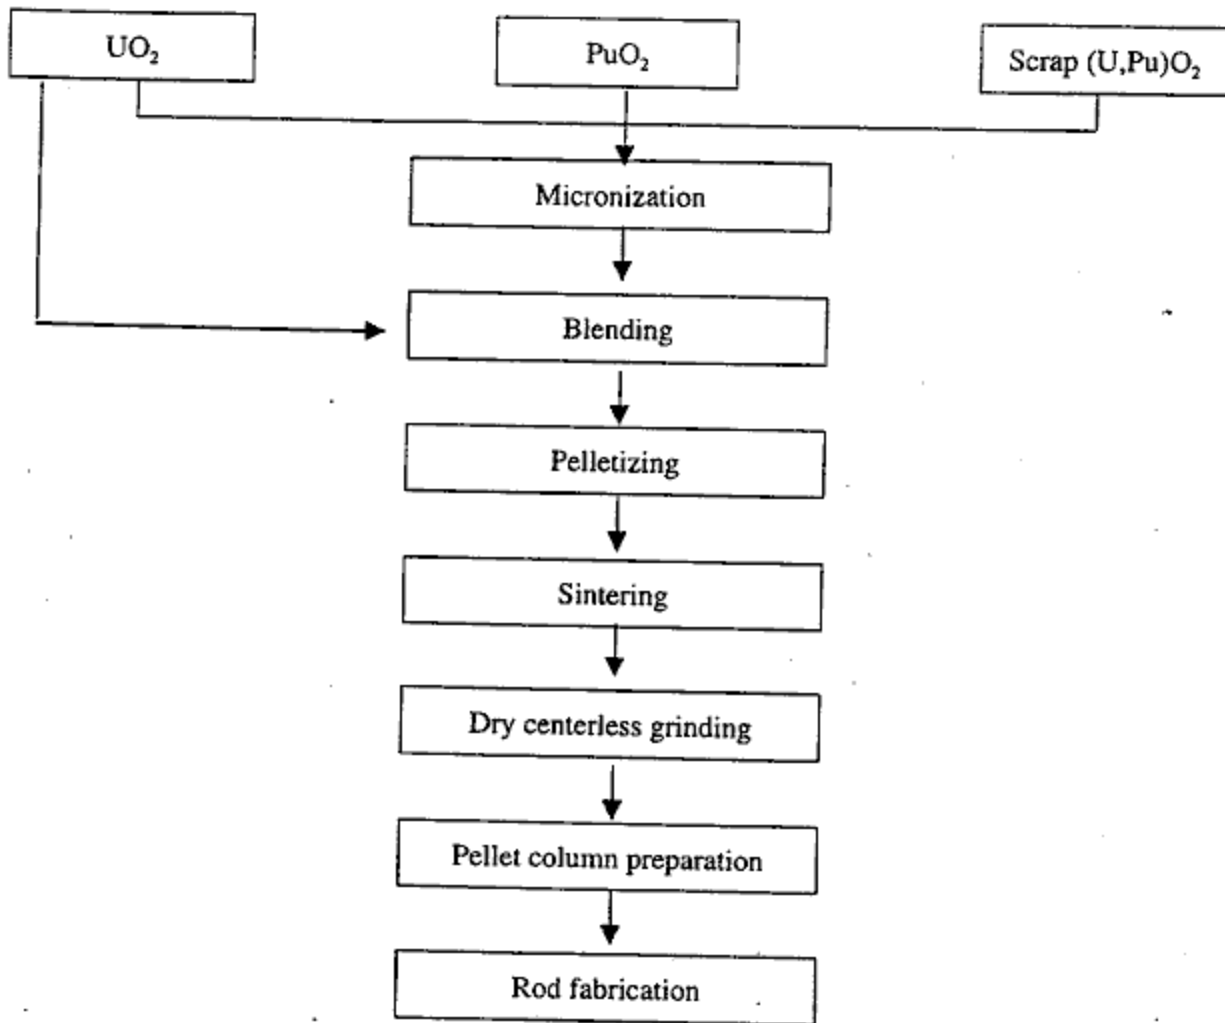 UO₂
PuO₂
Scrap (U,Pu)O₂
Micronization
Blending
Pelletizing
Sintering
Dry centerless grinding
Pellet column preparation
Rod fabrication